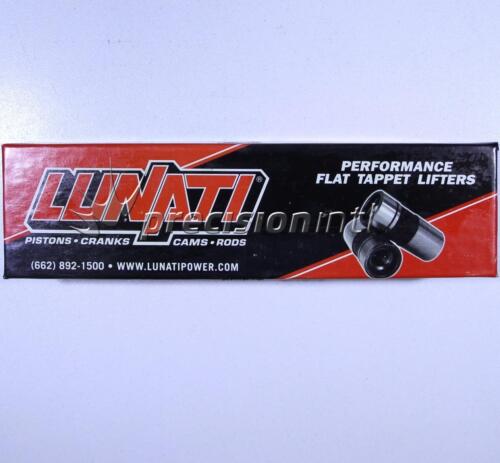 LUNATI®
PISTONS • CRANKS CAMS • RODS
(662) 892-1500 • WWW.LUNATIPOWER.COM
PERFORMANCE
FLAT TAPPET LIFTERS
precisionintl